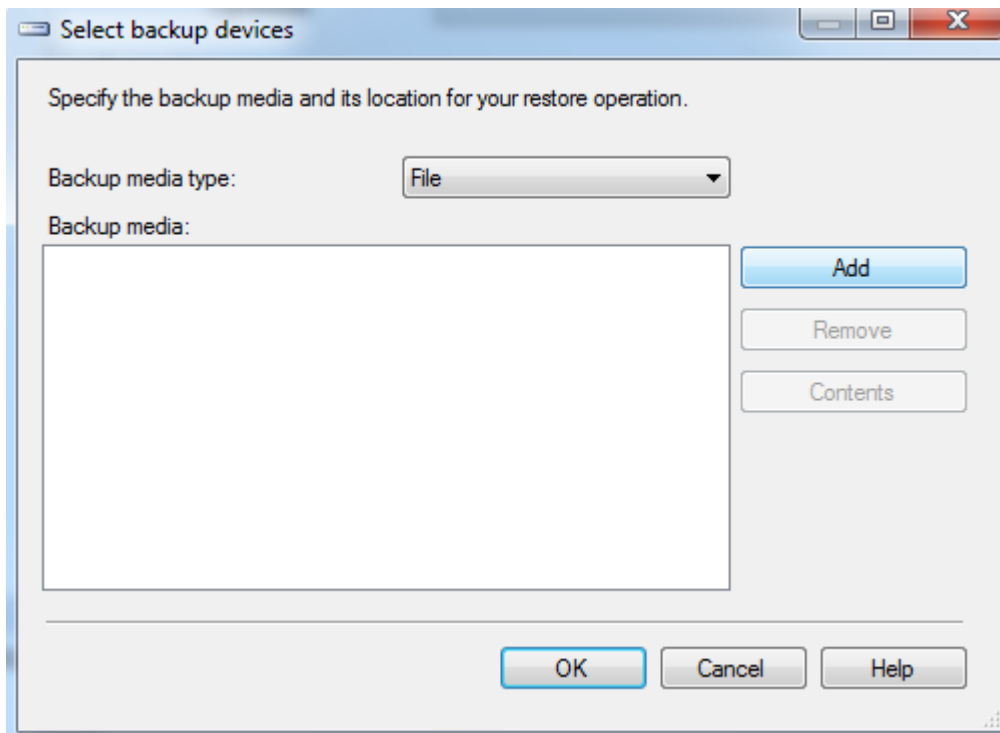 Select backup devices
Specify the backup media and its location for your restore operation.
Backup media type: File
Backup media:
Add
Remove
Contents
OK Cancel Help